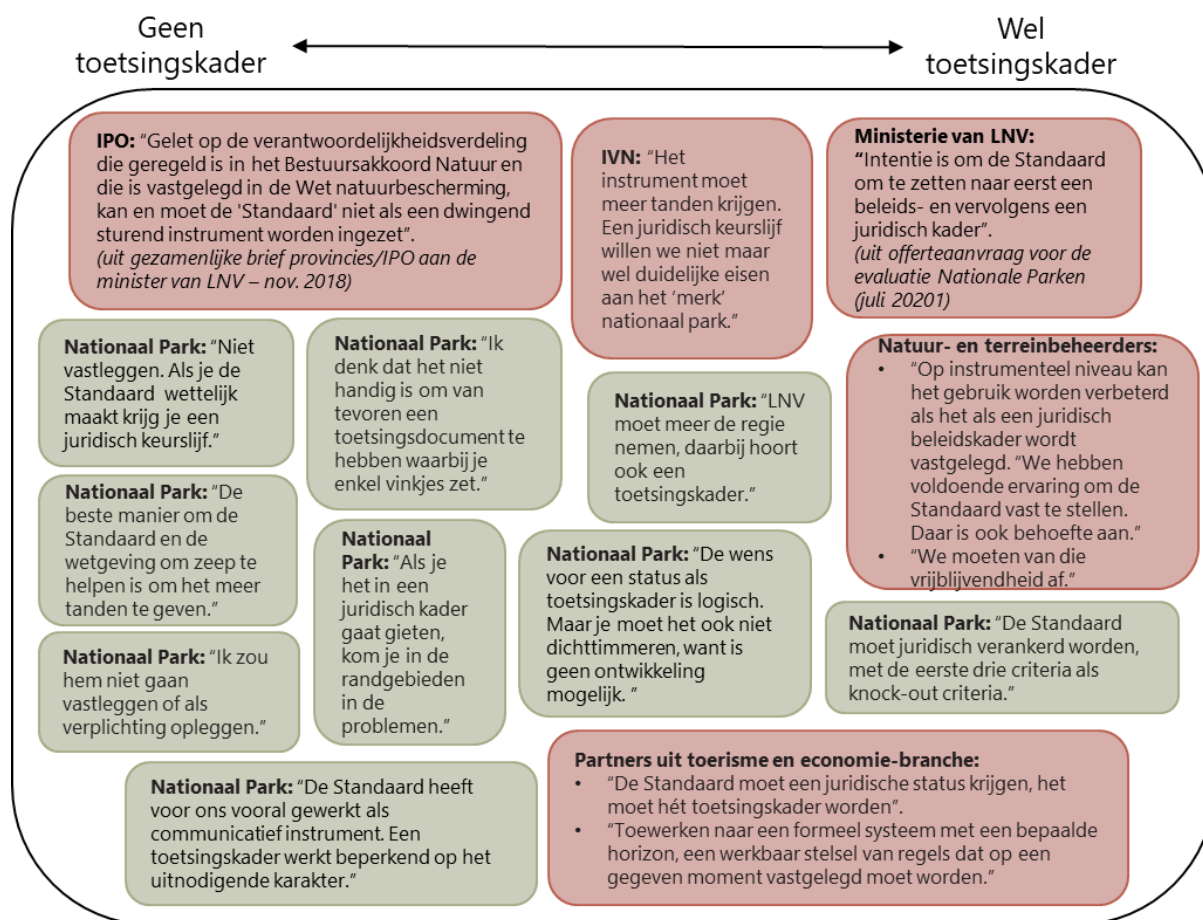 Geen
toetsingskader
Wel
toetsingskader
IPO: “Gelet op de verantwoordelijkheidsverdeling
die geregeld is in het Bestuursakkoord Natuur en
die is vastgelegd in de Wet natuurbescherming,
kan en moet de 'Standaard' niet als een dwingend
sturend instrument worden ingezet”.
(uit gezamenlijke brief provincies/IPO aan de
minister van LNV – nov. 2018)
IVN: “Het
instrument moet
meer tanden krijgen.
Een juridisch keurslijf
willen we niet maar
wel duidelijke eisen
aan het ‘merk’
nationaal park.”
Ministerie van LNV:
“Intentie is om de Standaard
om te zetten naar eerst een
beleids- en vervolgens een
juridisch kader”.
(uit offerteaanvraag voor de
evaluatie Nationale Parken
(juli 20201)
Nationaal Park: “Niet
vastleggen. Als je de
Standaard wettelijk
maakt krijg je een
juridisch keurslijf.”
Nationaal Park: “Ik
denk dat het niet
handig is om van
tevoren een
toetsingsdocument te
hebben waarbij je
enkel vinkjes zet.”
Nationaal Park: “LNV
moet meer de regie
nemen, daarbij hoort
ook een
toetsingskader.”
Natuur- en terreinbeheerders:
• “Op instrumenteel niveau kan
het gebruik worden verbeterd
als het als een juridisch
beleidskader wordt
vastgelegd. “We hebben
voldoende ervaring om de
Standaard vast te stellen.
Daar is ook behoefte aan.”
• “We moeten van die
vrijblijvendheid af.”
Nationaal Park: “De
beste manier om de
Standaard en de
wetgeving om zeep te
helpen is om het meer
tanden te geven.”
Nationaal
Park: “Als je
het in een
juridisch kader
gaat gieten,
kom je in de
randgebieden
in de
problemen.”
Nationaal Park: “De wens
voor een status als
toetsingskader is logisch.
Maar je moet het ook niet
dichttimmeren, want is
geen ontwikkeling
mogelijk. ”
Nationaal Park: “De Standaard
moet juridisch verankerd worden,
met de eerste drie criteria als
knock-out criteria.”
Nationaal Park: “Ik zou
hem niet gaan
vastleggen of als
verplichting opleggen.”
Nationaal Park: “De Standaard heeft
voor ons vooral gewerkt als
communicatief instrument. Een
toetsingskader werkt beperkend op het
uitnodigende karakter.”
Partners uit toerisme en economie-branche:
• “De Standaard moet een juridische status krijgen, het
moet hét toetsingskader worden”.
• “Toewerken naar een formeel systeem met een bepaalde
horizon, een werkbaar stelsel van regels dat op een
gegeven moment vastgelegd moet worden.”